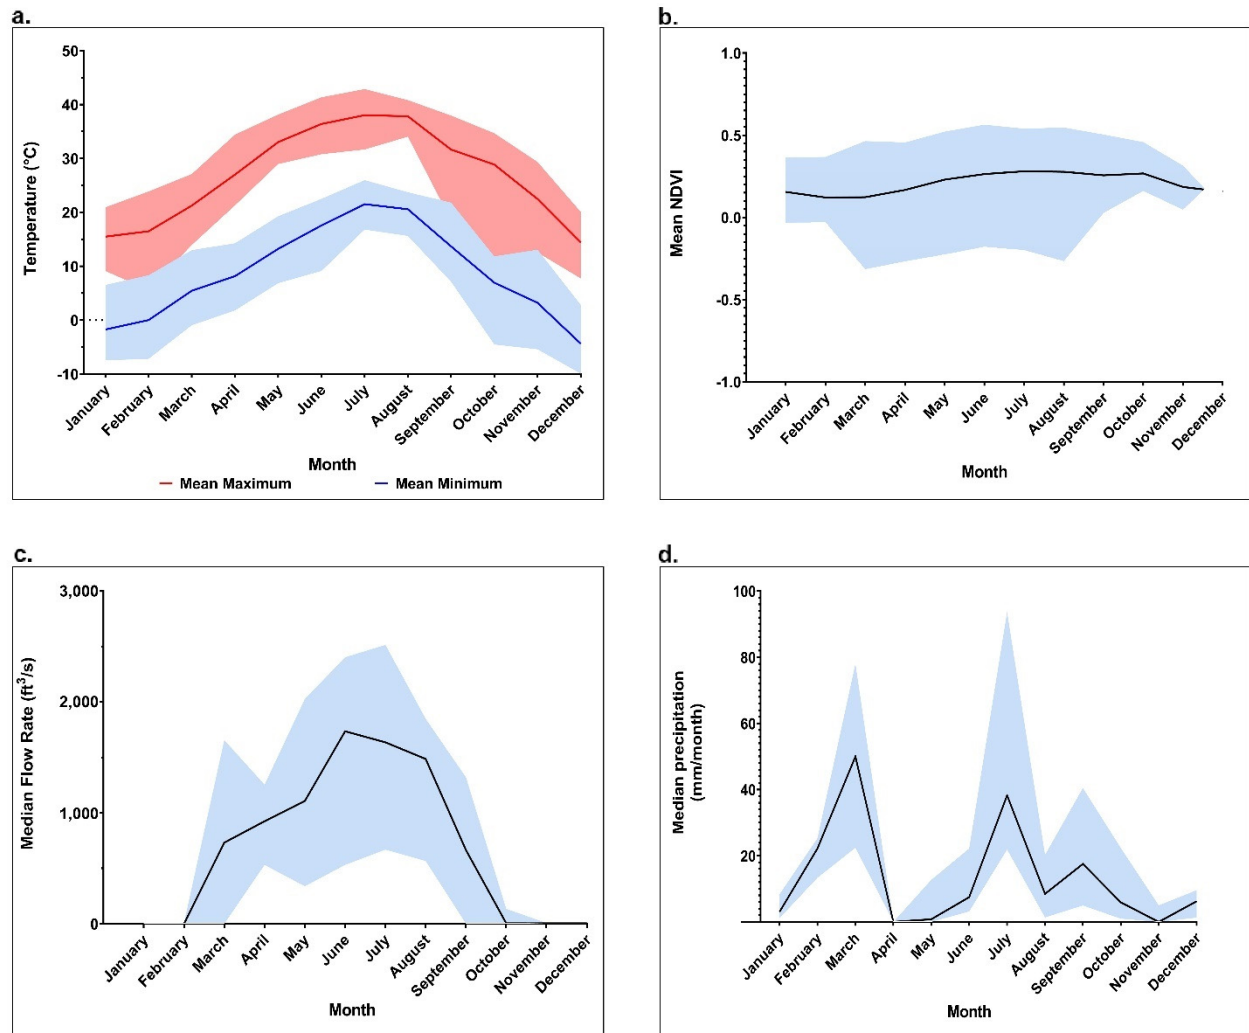 a.
50
40
30
20
10
0
-10
Temperature (°C)
January
February
March
April
May
June
July
August
September
October
November
December
Month
Mean Maximum
Mean Minimum
b.
1.0
0.5
0.0
-0.5
-1.0
Mean NDVI
January
February
March
April
May
June
July
August
September
October
November
December
Month
c.
3,000
2,000
1,000
0
Median Flow Rate (ft³/s)
January
February
March
April
May
June
July
August
September
October
November
December
Month
d.
100
80
60
40
20
Median precipitation
(mm/month)
January
February
March
April
May
June
July
August
September
October
November
December
Month